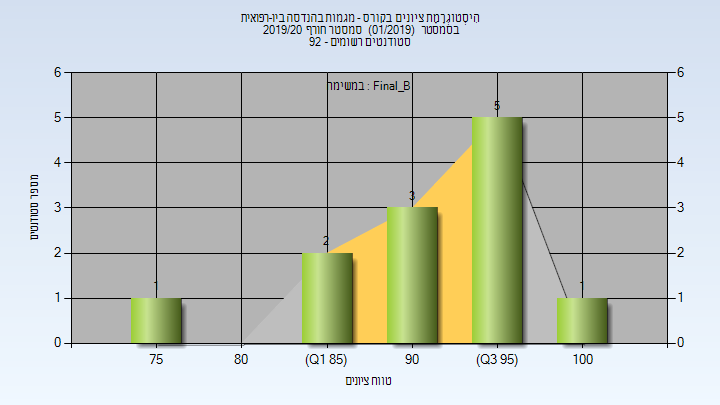 היסטוגרמת ציונים בקורס - מגמות בהנדסה ביו-רפואית
בסמסטר (01/2019) סמסטר חורף 2019/20
סטודנטים רשומים - 92
במשימה : Final_B
6 6
5 5 5
4 4
3 3 3
2 2 2
1 1 1 1
0 0
75 80 (Q1 85) 90 (Q3 95) 100
מספר סטודנטים
טווח ציונים